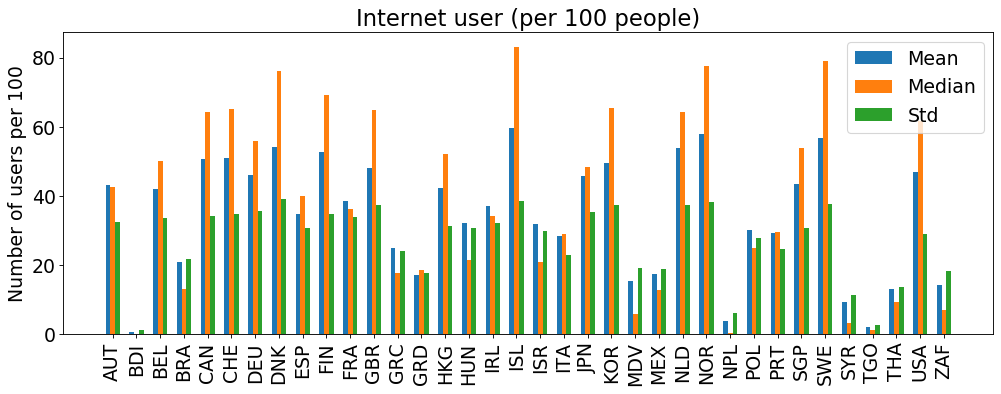 Internet user (per 100 people)
Number of users per 100
80
60
40
20
0
Mean
Median
Std
AUT
BDI
BEL
BRA
CAN
CHE
DEU
DNK
ESP
FIN
FRA
GBR
GRC
GRD
HKG
HUN
IRL
ISL
ISR
ITA
JPN
KOR
MDV
MEX
NLD
NOR
NPL
POL
PRT
SGP
SWE
SYR
TGO
THA
USA
ZAF